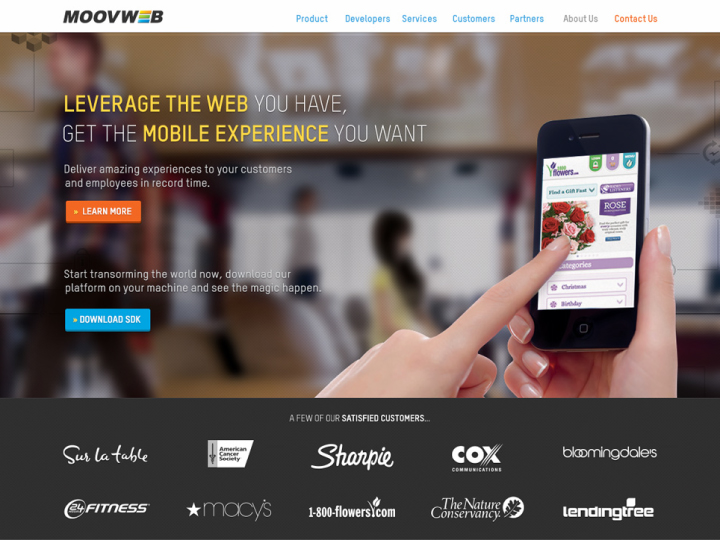 MOOVWEB
Product Developers Services Customers Partners About Us Contact Us
LEVERAGE THE WEB YOU HAVE,
GET THE MOBILE EXPERIENCE YOU WANT
Deliver amazing experiences to your customers
and employees in record time.
» LEARN MORE
Start transorming the world now, download our
platform on your machine and see the magic happen.
» DOWNLOAD SDK
flowers.com
Find a Gift Fast
ROSE
Categories
Christmas
Birthday
A FEW OF OUR SATISFIED CUSTOMERS...
Sur la table
American
Cancer
Society
Sharpie
COX
COMMUNICATIONS
bloomingdale's
24 FITNESS
macy's
1-800-flowers.com
The Nature
Conservancy
lendingtree